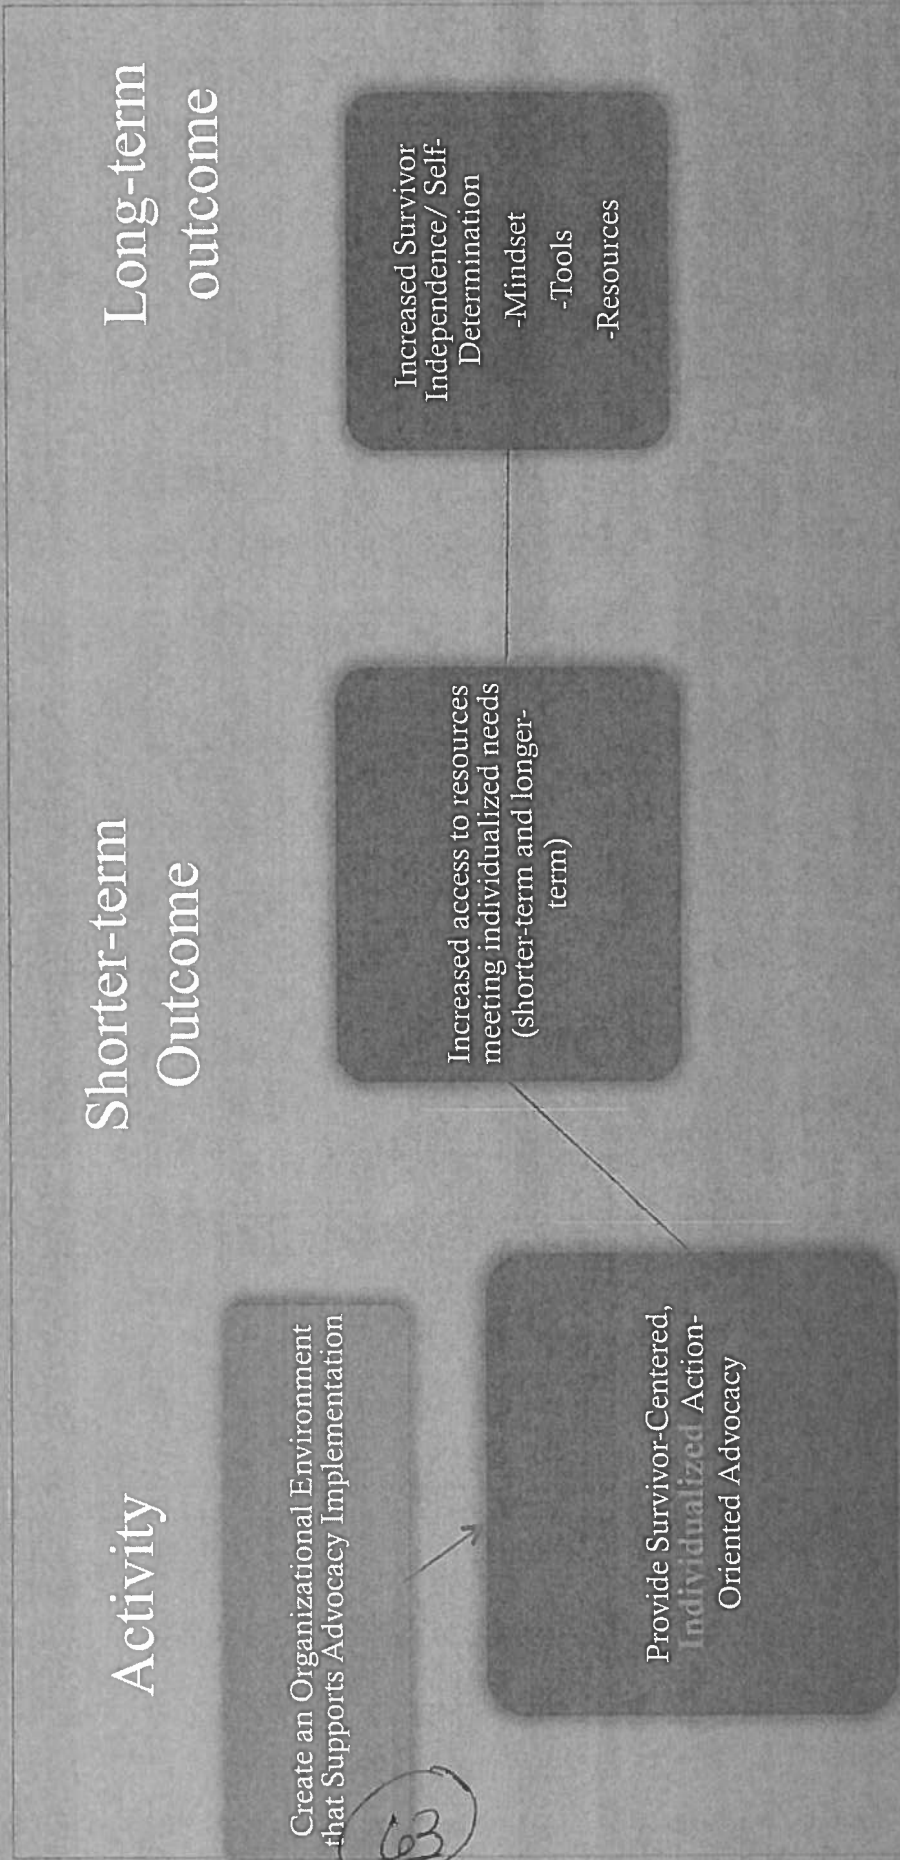 Activity
Shorter-term
Outcome
Long-term
outcome
Create an Organizational Environment
that Supports Advocacy Implementation
Provide Survivor-Centered,
Individualized Action-
Oriented Advocacy
Increased access to resources
meeting individualized needs
(shorter-term and longer-
term)
Increased Survivor
Independence/ Self-
Determination
-Mindset
-Tools
-Resources
63